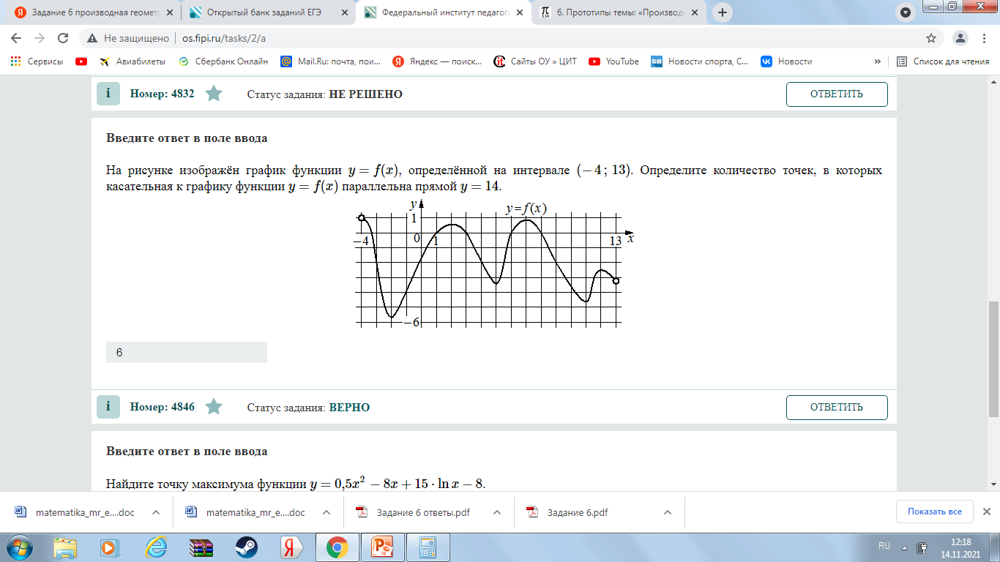 Задание 6 производная геомет
Открытый банк заданий ЕГЭ
Федеральный институт педагог
6. Прототипы темы: «Производ
Не защищено | os.fipi.ru/tasks/2/a
Сервисы
Авиабилеты
Сбербанк Онлайн
Mail.Ru: почта, пои...
Яндекс — поиск...
Сайты ОУ » ЦИТ
YouTube
Новости спорта, С...
Новости
»
Список для чтения
i Номер: 4832 Статус задания: НЕ РЕШЕНО ОТВЕТИТЬ
Введите ответ в поле ввода
На рисунке изображён график функции y = f(x), определённой на интервале (− 4 ; 13). Определите количество точек, в которых
касательная к графику функции y = f(x) параллельна прямой y = 14.
y
y=f(x)
1
0
−4
1
13
x
−6
6
i Номер: 4846 Статус задания: ВЕРНО ОТВЕТИТЬ
Введите ответ в поле ввода
Найдите точку максимума функции y = 0,5x² − 8x + 15 · ln x − 8.
matematika_mr_e....doc
matematika_mr_e....doc
Задание 6 ответы.pdf
Задание 6.pdf
Показать все
RU
12:18
14.11.2021